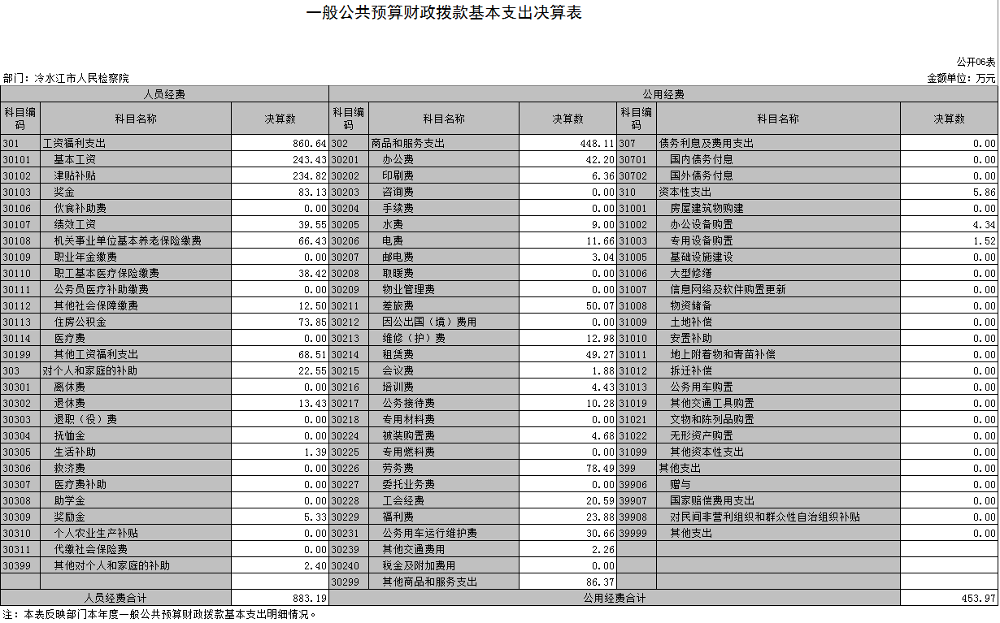 一般公共预算财政拨款基本支出决算表
公开06表
部门：冷水江市人民检察院 金额单位：万元
人员经费 公用经费
科目编码 科目名称 决算数 科目编码 科目名称 决算数 科目编码 科目名称 决算数
301 工资福利支出 860.64 302 商品和服务支出 448.11 307 债务利息及费用支出 0.00
30101 基本工资 243.43 30201 办公费 42.20 30701 国内债务付息 0.00
30102 津贴补贴 234.82 30202 印刷费 6.36 30702 国外债务付息 0.00
30103 奖金 83.13 30203 咨询费 0.00 310 资本性支出 5.86
30106 伙食补助费 0.00 30204 手续费 0.00 31001 房屋建筑物购建 0.00
30107 绩效工资 39.55 30205 水费 9.00 31002 办公设备购置 4.34
30108 机关事业单位基本养老保险缴费 66.43 30206 电费 11.66 31003 专用设备购置 1.52
30109 职业年金缴费 0.00 30207 邮电费 3.04 31005 基础设施建设 0.00
30110 职工基本医疗保险缴费 38.42 30208 取暖费 0.00 31006 大型修缮 0.00
30111 公务员医疗补助缴费 0.00 30209 物业管理费 0.00 31007 信息网络及软件购置更新 0.00
30112 其他社会保障缴费 12.50 30211 差旅费 50.07 31008 物资储备 0.00
30113 住房公积金 73.85 30212 因公出国（境）费用 0.00 31009 土地补偿 0.00
30114 医疗费 0.00 30213 维修（护）费 12.98 31010 安置补助 0.00
30199 其他工资福利支出 68.51 30214 租赁费 49.27 31011 地上附着物和青苗补偿 0.00
303 对个人和家庭的补助 22.55 30215 会议费 1.88 31012 拆迁补偿 0.00
30301 离休费 0.00 30216 培训费 4.43 31013 公务用车购置 0.00
30302 退休费 13.43 30217 公务接待费 10.28 31019 其他交通工具购置 0.00
30303 退职（役）费 0.00 30218 专用材料费 0.00 31021 文物和陈列品购置 0.00
30304 抚恤金 0.00 30224 被装购置费 4.68 31022 无形资产购置 0.00
30305 生活补助 1.39 30225 专用燃料费 0.00 31099 其他资本性支出 0.00
30306 救济费 0.00 30226 劳务费 78.49 399 其他支出 0.00
30307 医疗费补助 0.00 30227 委托业务费 0.00 39906 赠与 0.00
30308 助学金 0.00 30228 工会经费 20.59 39907 国家赔偿费用支出 0.00
30309 奖励金 5.33 30229 福利费 23.88 39908 对民间非营利组织和群众性自治组织补贴 0.00
30310 个人农业生产补贴 0.00 30231 公务用车运行维护费 30.66 39999 其他支出 0.00
30311 代缴社会保险费 0.00 30239 其他交通费用 2.26
30399 其他对个人和家庭的补助 2.40 30240 税金及附加费用 0.00
30299 其他商品和服务支出 86.37
人员经费合计 883.19 公用经费合计 453.97
注：本表反映部门本年度一般公共预算财政拨款基本支出明细情况。